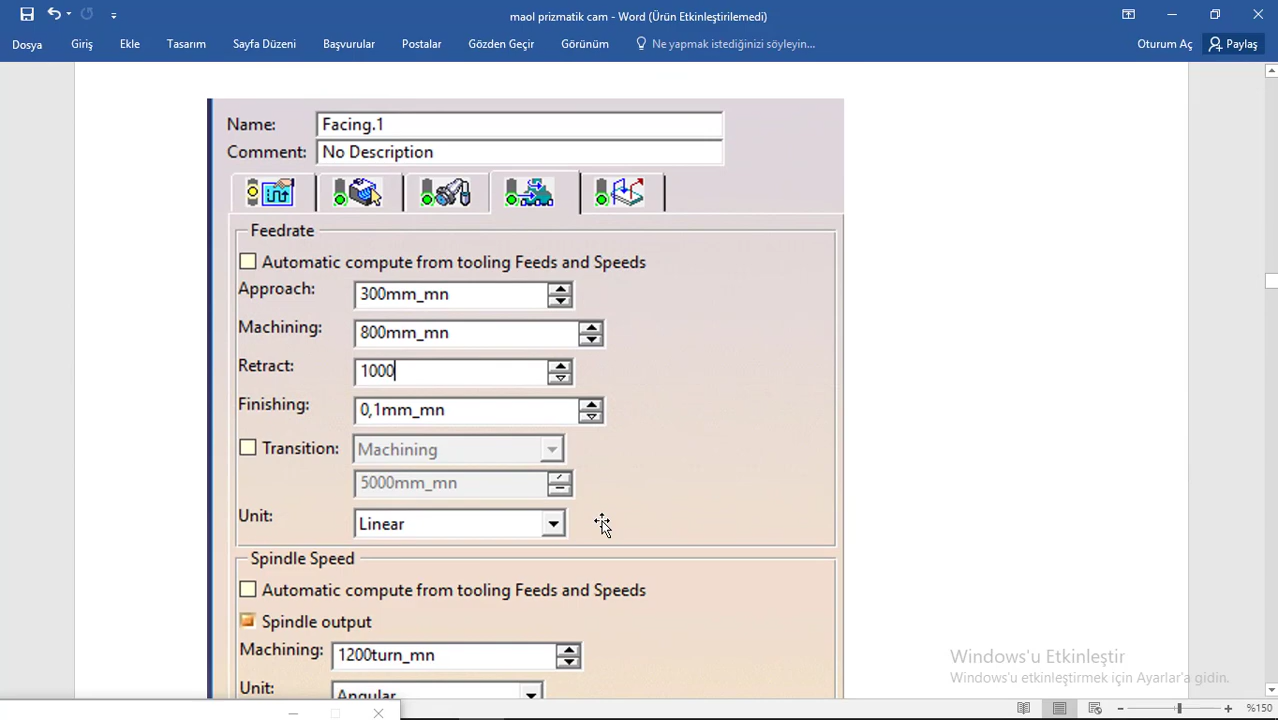 maol prizmatik cam - Word (Ürün Etkinleştirilemedi)
Dosya Giriş Ekle Tasarım Sayfa Düzeni Başvurular Postalar Gözden Geçir Görünüm Ne yapmak istediğinizi söyleyin... Oturum Aç Paylaş
Name: Facing.1
Comment: No Description
Feedrate
Automatic compute from tooling Feeds and Speeds
Approach: 300mm_mn
Machining: 800mm_mn
Retract: 1000
Finishing: 0,1mm_mn
Transition: Machining
5000mm_mn
Unit: Linear
Spindle Speed
Automatic compute from tooling Feeds and Speeds
Spindle output
Machining: 1200turn_mn
Unit: Angular
Windows'u Etkinleştir
Windows'u etkinleştirmek için Ayarlar'a gidin.
%150